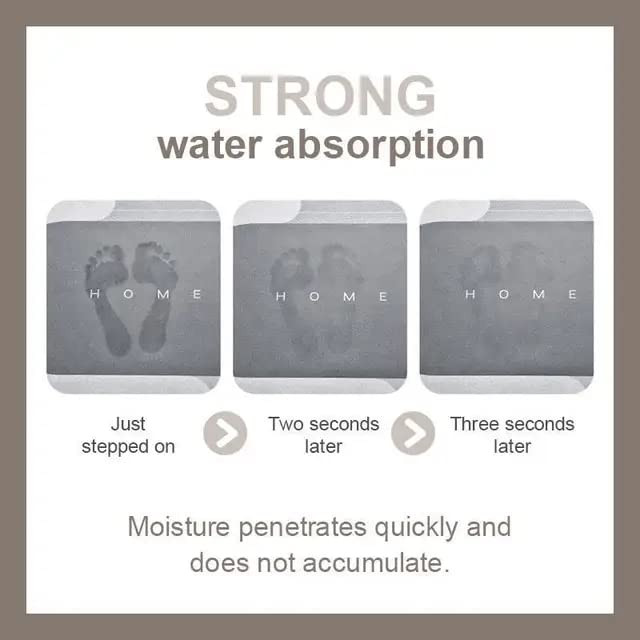 STRONG
water absorption
H O M E
H O M E
H O M E
Just
stepped on
Two seconds
later
Three seconds
later
Moisture penetrates quickly and
does not accumulate.